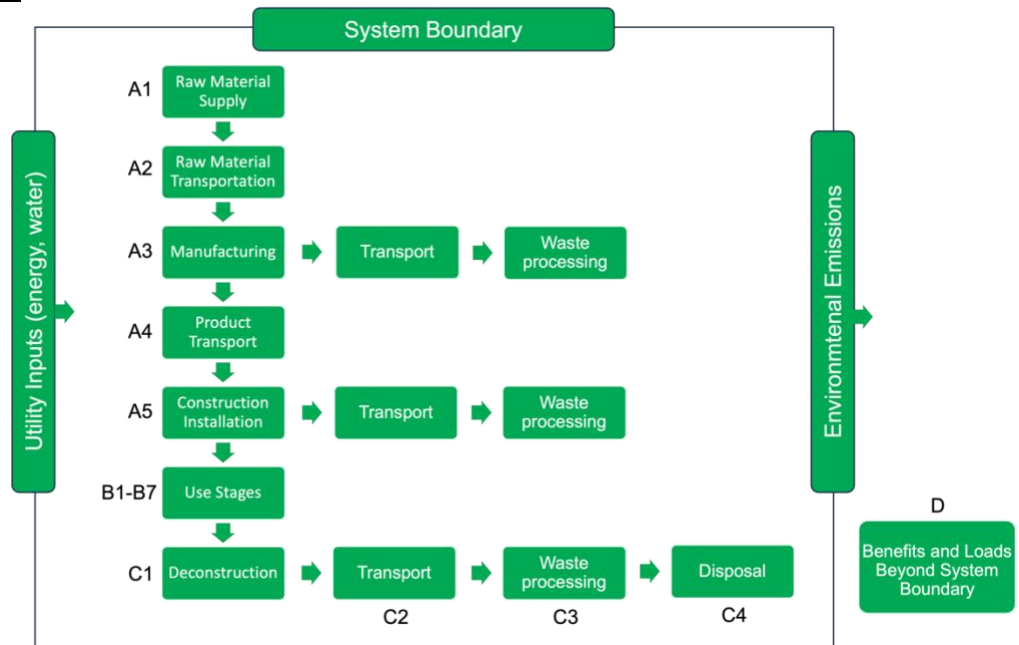 System Boundary
A1
Raw Material
Supply
A2
Raw Material
Transportation
A3
Manufacturing
Transport
Waste
processing
A4
Product
Transport
A5
Construction
Installation
Transport
Waste
processing
B1-B7
Use Stages
C1
Deconstruction
Transport
Waste
processing
Disposal
C2
C3
C4
Utility Inputs (energy, water)
Environmtenal Emissions
D
Benefits and Loads
Beyond System
Boundary